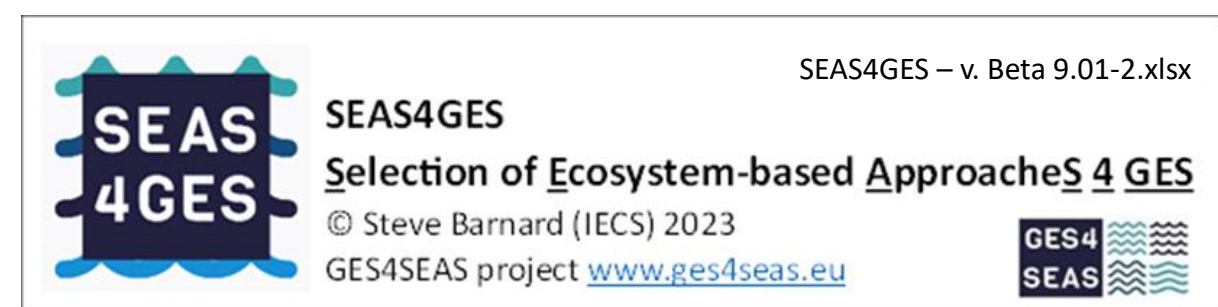 SEAS
4GES
SEAS4GES – v. Beta 9.01-2.xlsx
SEAS4GES
Selection of Ecosystem-based ApproacheS 4 GES
© Steve Barnard (IECS) 2023
GES4SEAS project www.ges4seas.eu
GES4
SEAS